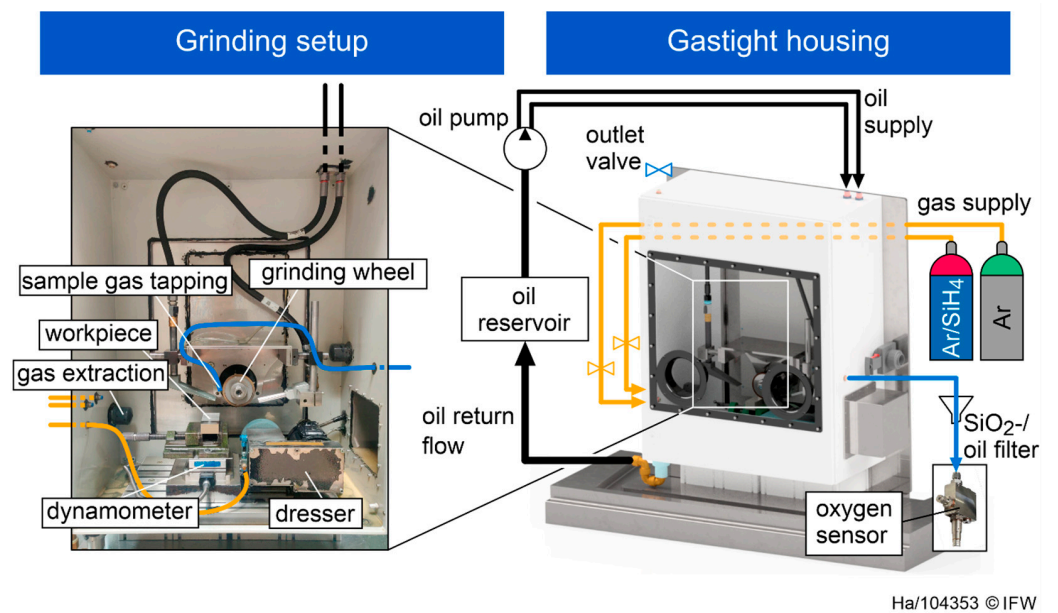 Grinding setup
Gastight housing
oil pump
oil
supply
outlet
valve
gas supply
sample gas tapping
grinding wheel
workpiece
gas extraction
oil
reservoir
Ar/SiH₄
Ar
oil return
flow
SiO₂-/
oil filter
dynamometer
dresser
oxygen
sensor
Ha/104353 © IFW